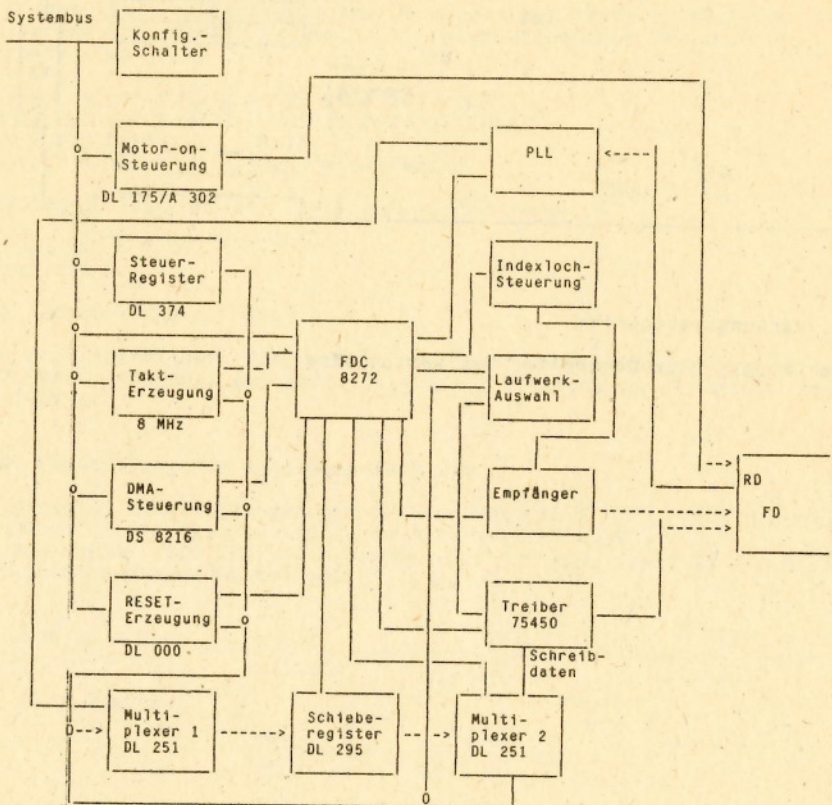 Systembus
Konfig.-
Schalter
Motor-on-
Steuerung
DL 175/A 302
PLL
Steuer-
Register
DL 374
Indexloch-
Steuerung
FDC
8272
Takt-
Erzeugung
8 MHz
Laufwerk-
Auswahl
DMA-
Steuerung
DS 8216
Empfänger
RD
FD
RESET-
Erzeugung
DL 000
Treiber
75450
Schreib-
daten
Multi-
plexer 1
DL 251
Schiebe-
register
DL 295
Multi-
plexer 2
DL 251